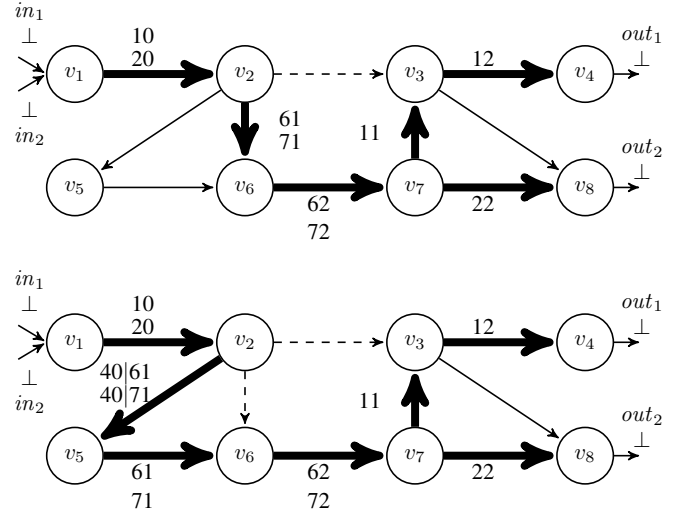 in₁
⊥
10
20
v₁
v₂
v₃
12
v₄
out₁
⊥
⊥
in₂
61
71
11
out₂
⊥
v₅
v₆
62
72
v₇
22
v₈
in₁
⊥
10
20
v₁
v₂
v₃
12
v₄
out₁
⊥
⊥
in₂
40|61
40|71
11
out₂
⊥
v₅
61
71
v₆
62
72
v₇
22
v₈